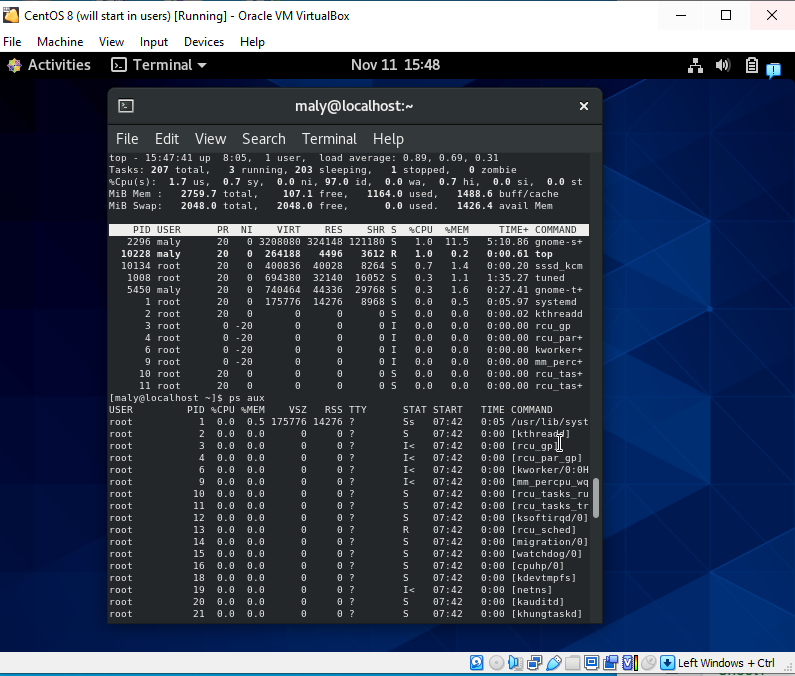 CentOS 8 (will start in users) [Running] - Oracle VM VirtualBox
File Machine View Input Devices Help
Activities Terminal Nov 11 15:48
maly@localhost:~
File Edit View Search Terminal Help
top - 15:47:41 up 8:05, 1 user, load average: 0.89, 0.69, 0.31
Tasks: 207 total, 3 running, 203 sleeping, 1 stopped, 0 zombie
%Cpu(s): 1.7 us, 0.7 sy, 0.0 ni, 97.0 id, 0.0 wa, 0.7 hi, 0.0 si, 0.0 st
MiB Mem : 2759.7 total, 107.1 free, 1164.0 used, 1488.6 buff/cache
MiB Swap: 2048.0 total, 2048.0 free, 0.0 used. 1426.4 avail Mem
PID USER PR NI VIRT RES SHR S %CPU %MEM TIME+ COMMAND
2296 maly 20 0 3208080 324148 121180 S 1.0 11.5 5:10.86 gnome-s+
10228 maly 20 0 264188 4496 3612 R 1.0 0.2 0:00.61 top
10134 root 20 0 400836 40028 8264 S 0.7 1.4 0:00.20 sssd_kcm
1008 root 20 0 694380 32140 16052 S 0.3 1.1 1:35.27 tuned
5450 maly 20 0 740464 44336 29768 S 0.3 1.6 0:27.41 gnome-t+
1 root 20 0 175776 14276 8968 S 0.0 0.5 0:05.97 systemd
2 root 20 0 0 0 0 S 0.0 0.0 0:00.02 kthreadd
3 root 0 -20 0 0 0 I 0.0 0.0 0:00.00 rcu_gp
4 root 0 -20 0 0 0 I 0.0 0.0 0:00.00 rcu_par+
6 root 0 -20 0 0 0 I 0.0 0.0 0:00.00 kworker+
9 root 0 -20 0 0 0 I 0.0 0.0 0:00.00 mm_perc+
10 root 20 0 0 0 0 S 0.0 0.0 0:00.00 rcu_tas+
11 root 20 0 0 0 0 S 0.0 0.0 0:00.00 rcu_tas+
[maly@localhost ~]$ ps aux
USER PID %CPU %MEM VSZ RSS TTY STAT START TIME COMMAND
root 1 0.0 0.5 175776 14276 ? Ss 07:42 0:05 /usr/lib/syst
root 2 0.0 0.0 0 0 ? S 07:42 0:00 [kthreadd]
root 3 0.0 0.0 0 0 ? I< 07:42 0:00 [rcu_gp]
root 4 0.0 0.0 0 0 ? I< 07:42 0:00 [rcu_par_gp]
root 6 0.0 0.0 0 0 ? I< 07:42 0:00 [kworker/0:0H
root 9 0.0 0.0 0 0 ? I< 07:42 0:00 [mm_percpu_wq
root 10 0.0 0.0 0 0 ? S 07:42 0:00 [rcu_tasks_ru
root 11 0.0 0.0 0 0 ? S 07:42 0:00 [rcu_tasks_tr
root 12 0.0 0.0 0 0 ? S 07:42 0:00 [ksoftirqd/0]
root 13 0.0 0.0 0 0 ? R 07:42 0:00 [rcu_sched]
root 14 0.0 0.0 0 0 ? S 07:42 0:00 [migration/0]
root 15 0.0 0.0 0 0 ? S 07:42 0:00 [watchdog/0]
root 16 0.0 0.0 0 0 ? S 07:42 0:00 [cpuhp/0]
root 18 0.0 0.0 0 0 ? S 07:42 0:00 [kdevtmpfs]
root 19 0.0 0.0 0 0 ? I< 07:42 0:00 [netns]
root 20 0.0 0.0 0 0 ? S 07:42 0:00 [kauditd]
root 21 0.0 0.0 0 0 ? S 07:42 0:00 [khungtaskd]
Left Windows + Ctrl